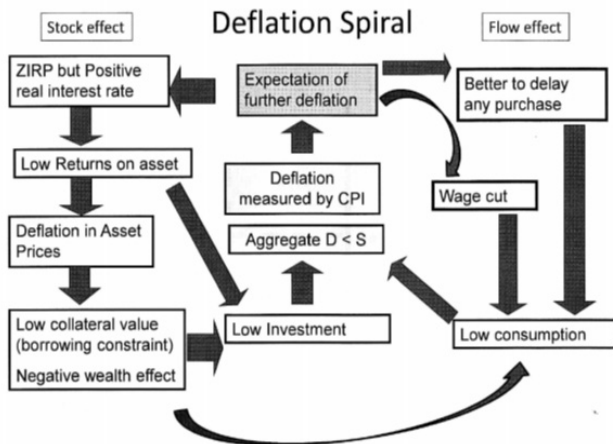 Stock effect
Deflation Spiral
Flow effect
ZIRP but Positive
real interest rate
Expectation of
further deflation
Better to delay
any purchase
Low Returns on asset
Deflation
measured by CPI
Wage cut
Deflation in Asset
Prices
Aggregate D < S
Low collateral value
(borrowing constraint)
Negative wealth effect
Low Investment
Low consumption